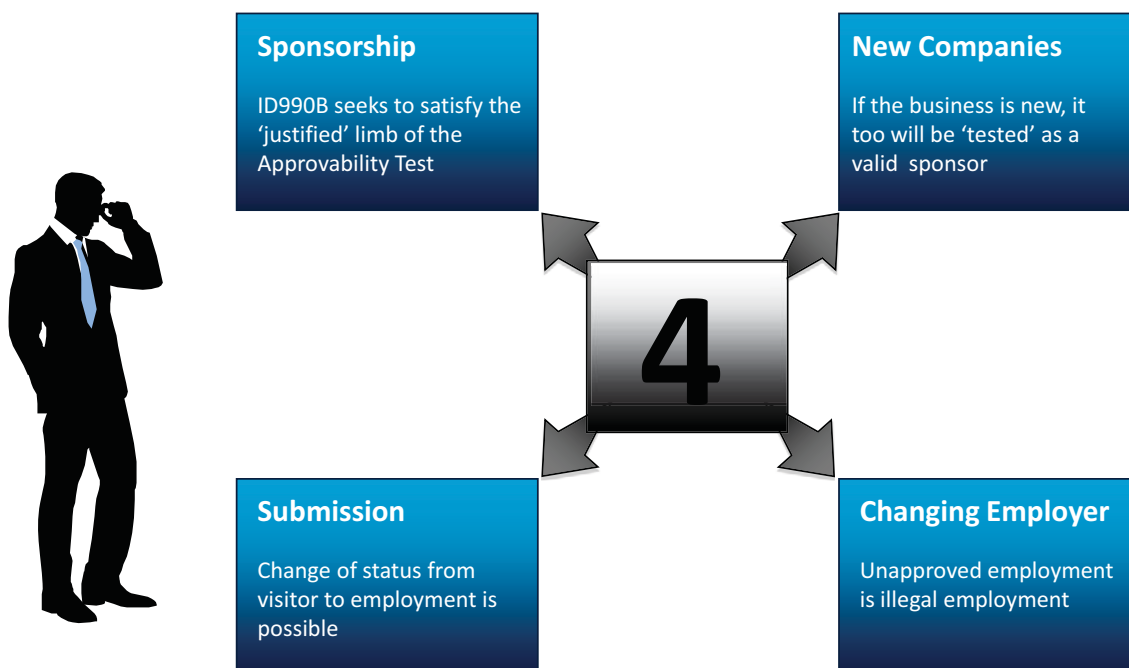 Sponsorship
ID990B seeks to satisfy the
‘justified’ limb of the
Approvability Test
New Companies
If the business is new, it
too will be ‘tested’ as a
valid sponsor
4
Submission
Change of status from
visitor to employment is
possible
Changing Employer
Unapproved employment
is illegal employment